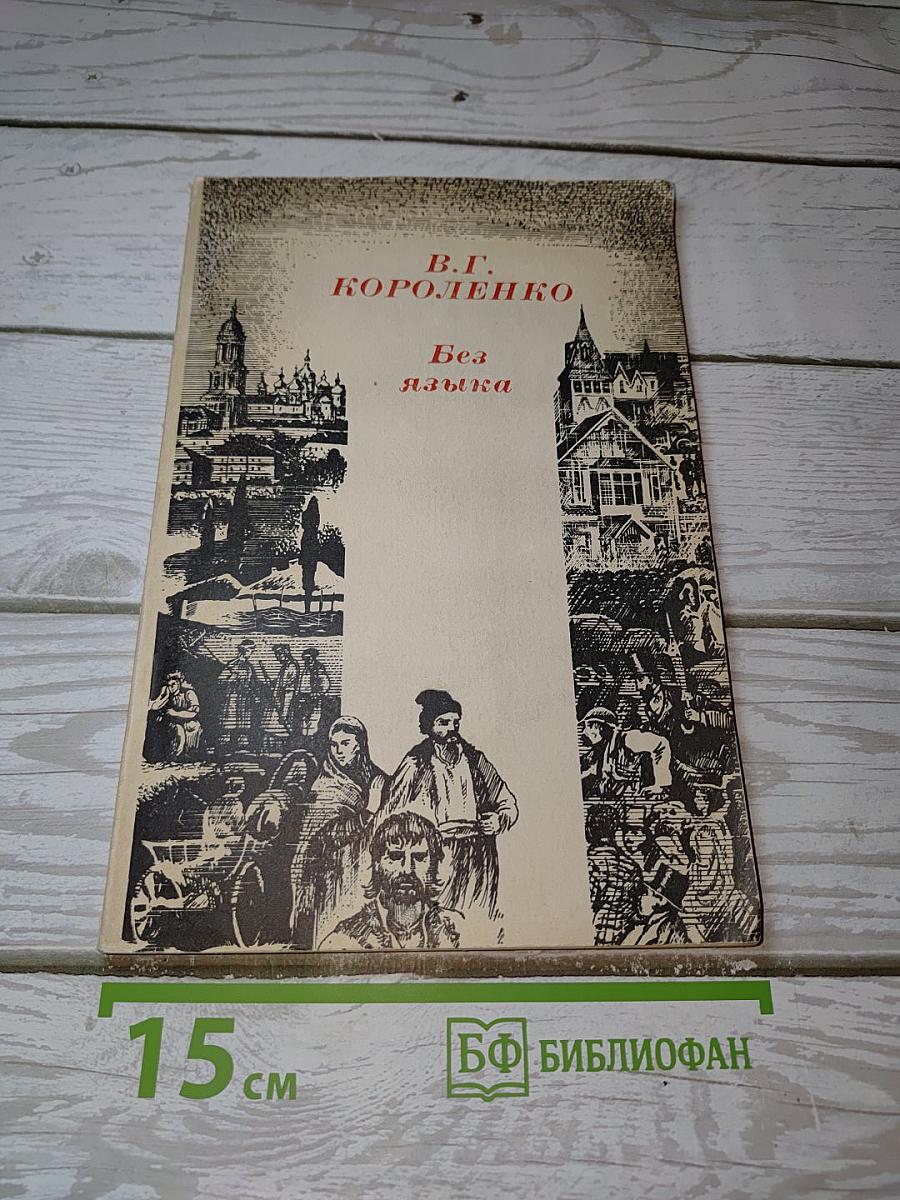 В.Г.
КОРОЛЕНКО
Без
языка
15 см
БФ БИБЛИОФАН